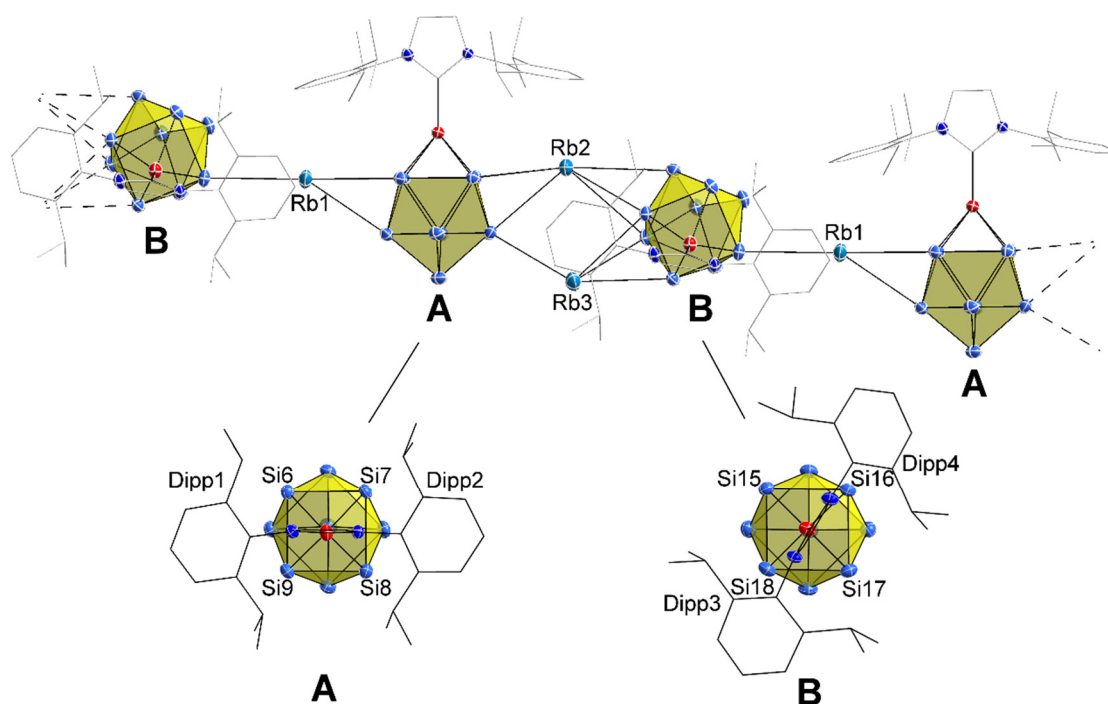 Rb2
Rb1
B
Rb3
A
B
Rb1
A
Dipp1
Si6
Si7
Dipp2
Si9
Si8
A
Si15
Si16
Dipp4
Si18
Si17
Dipp3
B